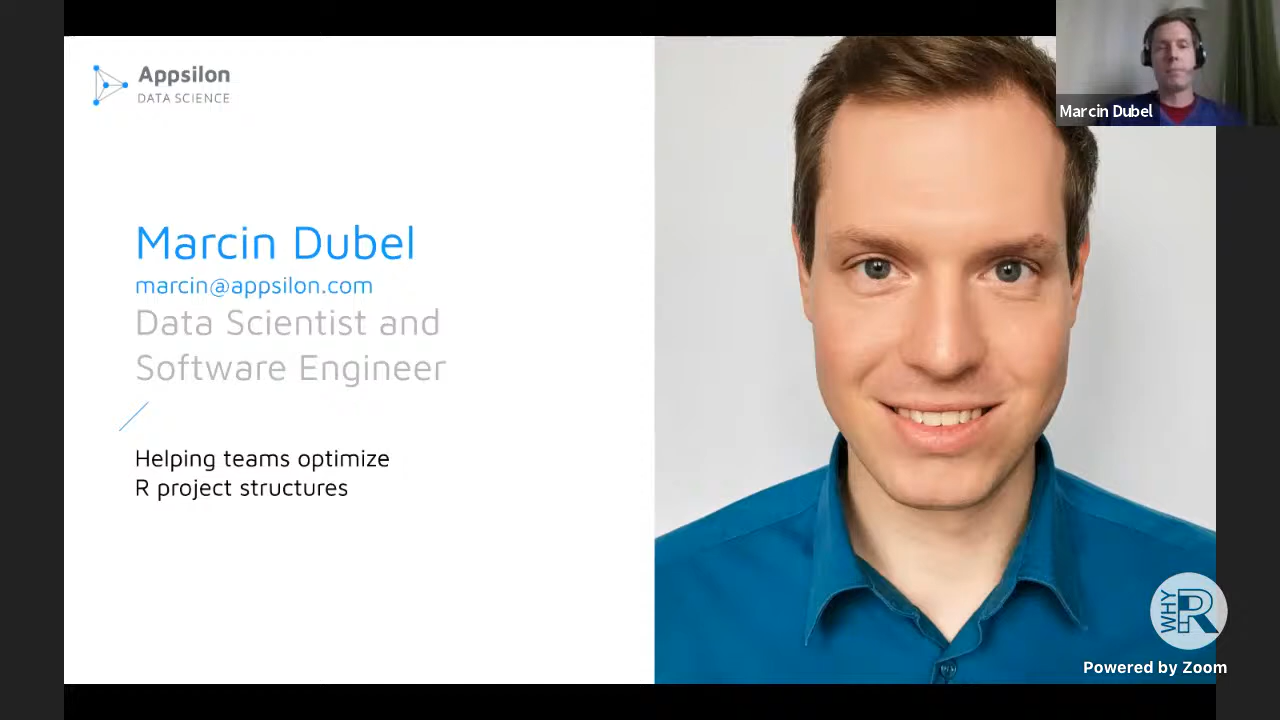 Appsilon
DATA SCIENCE
Marcin Dubel
Marcin Dubel
marcin@appsilon.com
Data Scientist and
Software Engineer
Helping teams optimize
R project structures
WHY R
Powered by Zoom